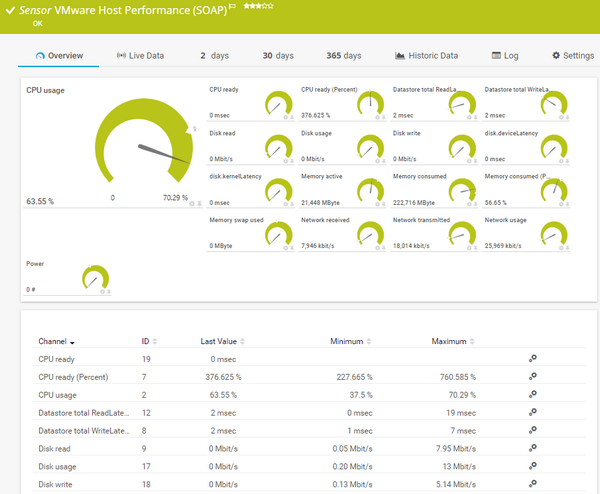 Sensor VMware Host Performance (SOAP)
OK
Overview Live Data 2 days 30 days 365 days Historic Data Log Settings
CPU usage
63.55 %
0
70.29 %
CPU ready
0 msec
CPU ready (Percent)
376.625 %
Datastore total ReadLa...
2 msec
Datastore total WriteLa...
2 msec
Disk read
0 Mbit/s
Disk usage
0 Mbit/s
Disk write
0 Mbit/s
disk.deviceLatency
0 msec
disk.kernelLatency
0 msec
Memory active
21,448 MByte
Memory consumed
222,716 MByte
Memory consumed (P...
56.65 %
Memory swap used
0 MByte
Network received
7,946 kbit/s
Network transmitted
18,014 kbit/s
Network usage
25,969 kbit/s
Power
0 #
Channel ID Last Value Minimum Maximum
CPU ready 19 0 msec
CPU ready (Percent) 7 376.625 % 227.665 % 760.585 %
CPU usage 2 63.55 % 37.5 % 70.29 %
Datastore total ReadLate... 12 2 msec 0 msec 19 msec
Datastore total WriteLate... 8 2 msec 1 msec 7 msec
Disk read 9 0 Mbit/s 0.05 Mbit/s 7.95 Mbit/s
Disk usage 17 0 Mbit/s 0.20 Mbit/s 13 Mbit/s
Disk write 18 0 Mbit/s 0.13 Mbit/s 5.14 Mbit/s